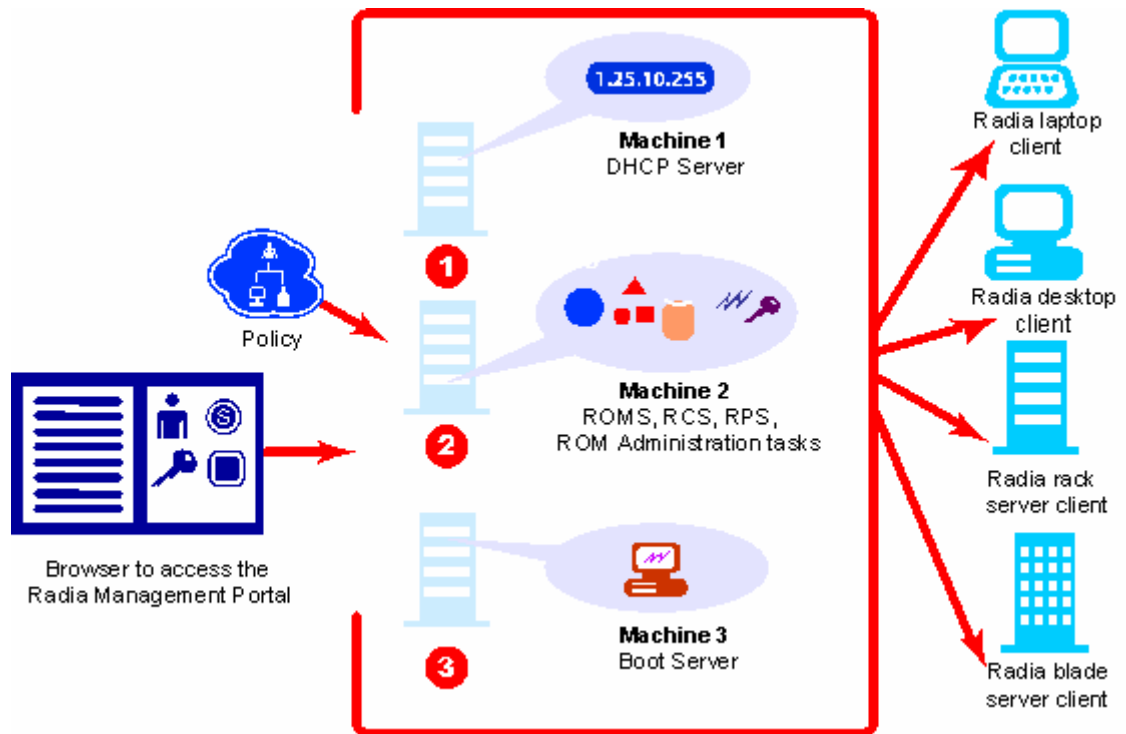 1.25.10.255
Machine 1
DHCP Server
1
Policy
Machine 2
ROMS, RCS, RPS,
ROM Administration tasks
2
Browser to access the
Radia Management Portal
Machine 3
Boot Server
3
Radia laptop
client
Radia desktop
client
Radia rack
server client
Radia blade
server client
S